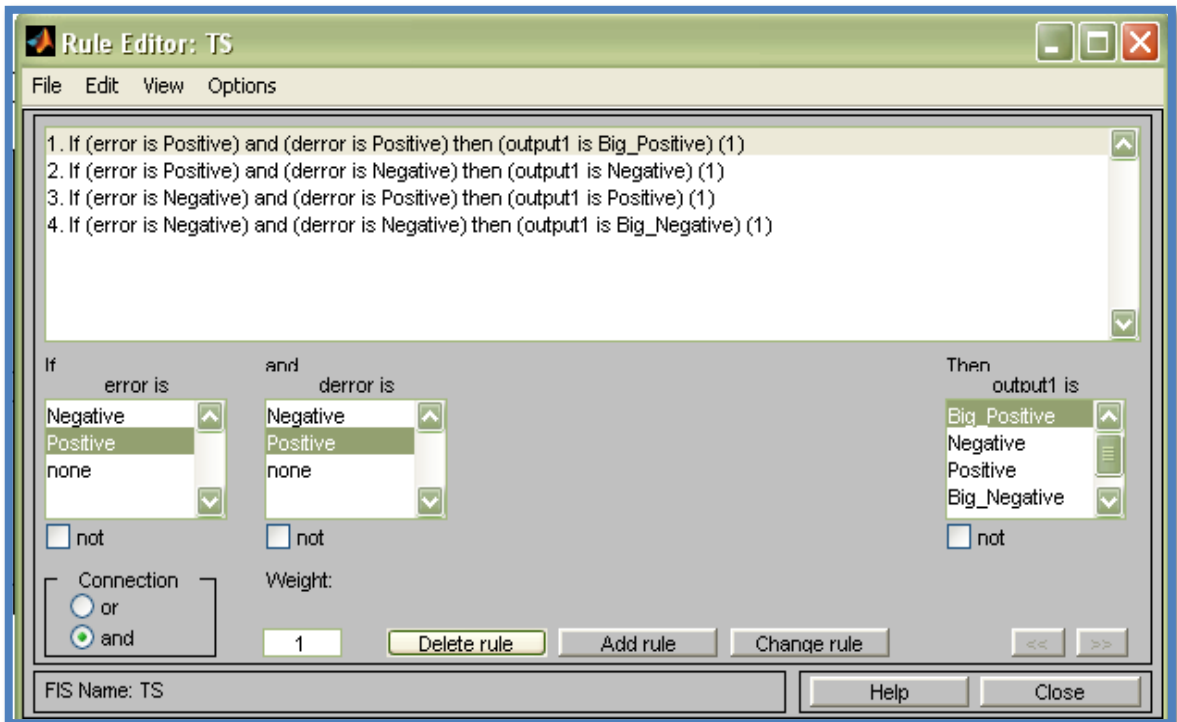 Rule Editor: TS
File Edit View Options
1. If (error is Positive) and (derror is Positive) then (output1 is Big_Positive) (1)
2. If (error is Positive) and (derror is Negative) then (output1 is Negative) (1)
3. If (error is Negative) and (derror is Positive) then (output1 is Positive) (1)
4. If (error is Negative) and (derror is Negative) then (output1 is Big_Negative) (1)
If and Then
error is derror is output1 is
Negative Negative Big_Positive
Positive Positive Negative
none none Positive
Big_Negative
not not not
Connection Weight:
or
and 1 Delete rule Add rule Change rule << >>
FIS Name: TS Help Close